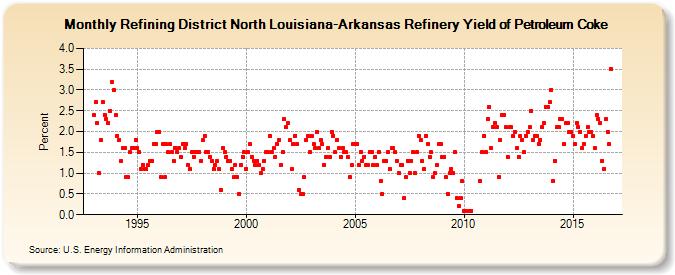 Monthly Refining District North Louisiana-Arkansas Refinery Yield of Petroleum Coke
Percent
4.0
3.5
3.0
2.5
2.0
1.5
1.0
0.5
0.0
1995 2000 2005 2010 2015
Source: U.S. Energy Information Administration